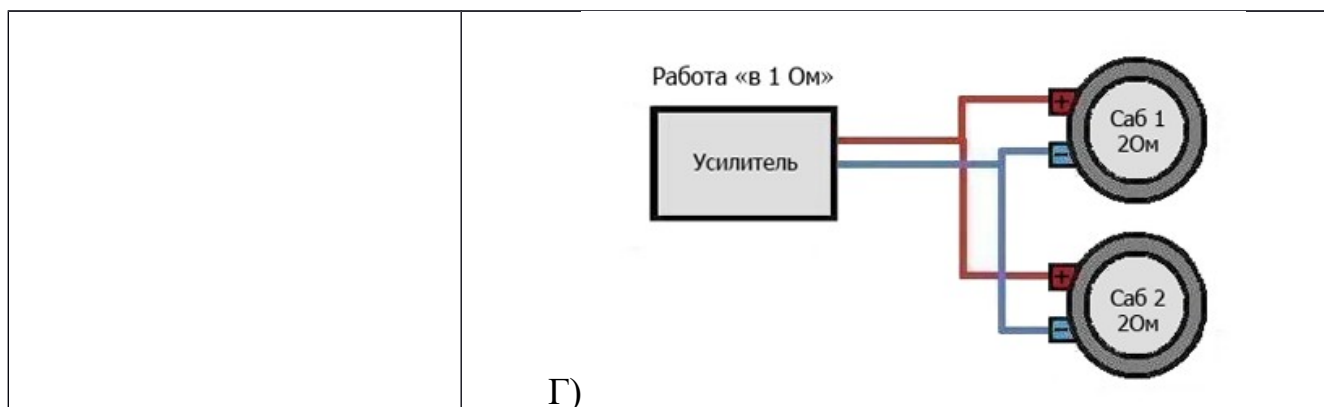 Работа «в 1 Ом»
Усилитель
+
Саб 1
2Ом
−
+
Саб 2
2Ом
−
Г)